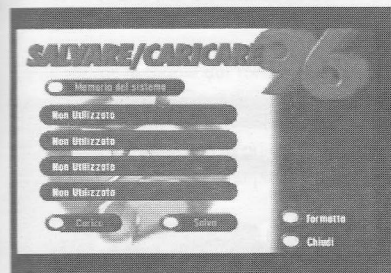 SALVARE/CARICARE 96
Memoria del sistema
Non Utilizzato
Non Utilizzato
Non Utilizzato
Non Utilizzato
Carica
Salva
Formatta
Chiudi